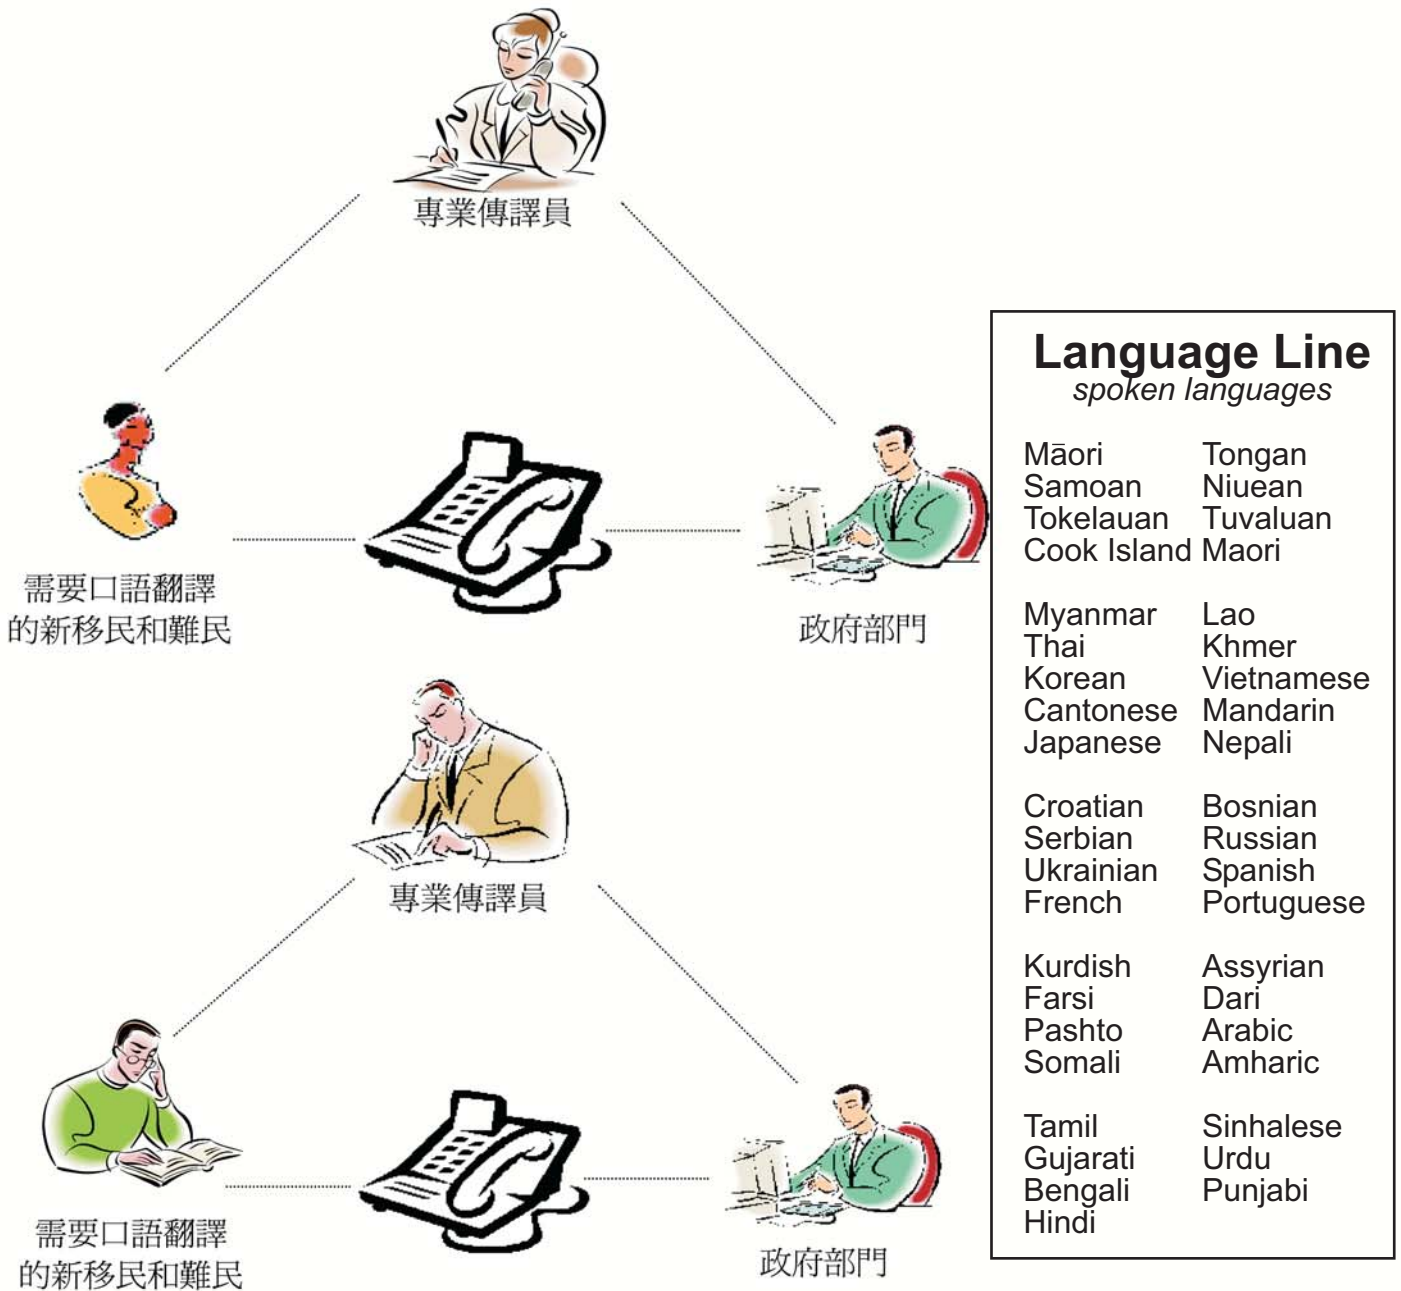 專業傳譯員
需要口語翻譯
的新移民和難民
政府部門
專業傳譯員
需要口語翻譯
的新移民和難民
政府部門
Language Line
spoken languages
Māori Tongan
Samoan Niuean
Tokelauan Tuvaluan
Cook Island Maori
Myanmar Lao
Thai Khmer
Korean Vietnamese
Cantonese Mandarin
Japanese Nepali
Croatian Bosnian
Serbian Russian
Ukrainian Spanish
French Portuguese
Kurdish Assyrian
Farsi Dari
Pashto Arabic
Somali Amharic
Tamil Sinhalese
Gujarati Urdu
Bengali Punjabi
Hindi